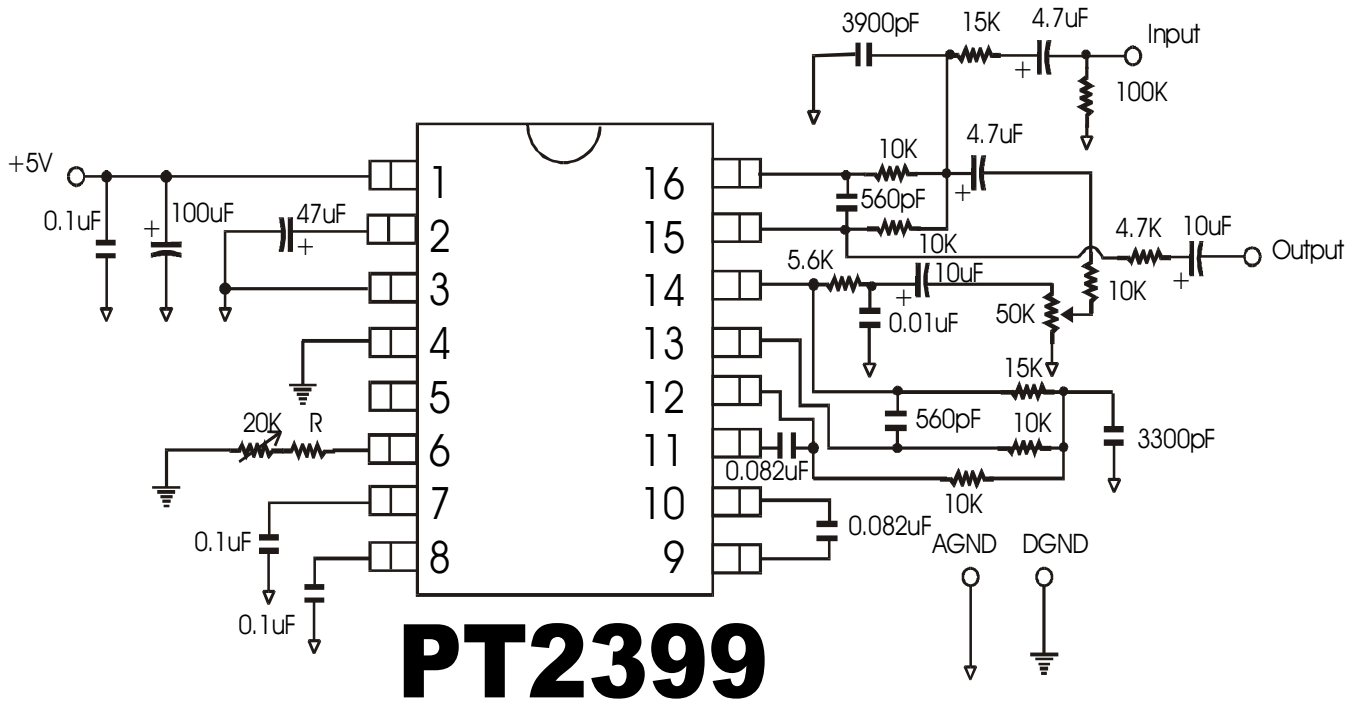 3900pF
15K
4.7uF
Input
100K
+5V
0.1uF
+
100uF
47uF
+
1
2
3
4
5
6
7
8
16
15
14
13
12
11
10
9
+
10K
4.7uF
+
560pF
10K
4.7K
10uF
+
Output
5.6K
10uF
+
0.01uF
50K
10K
15K
560pF
10K
3300pF
0.082uF
10K
0.082uF
20K
R
0.1uF
0.1uF
AGND
DGND
PT2399